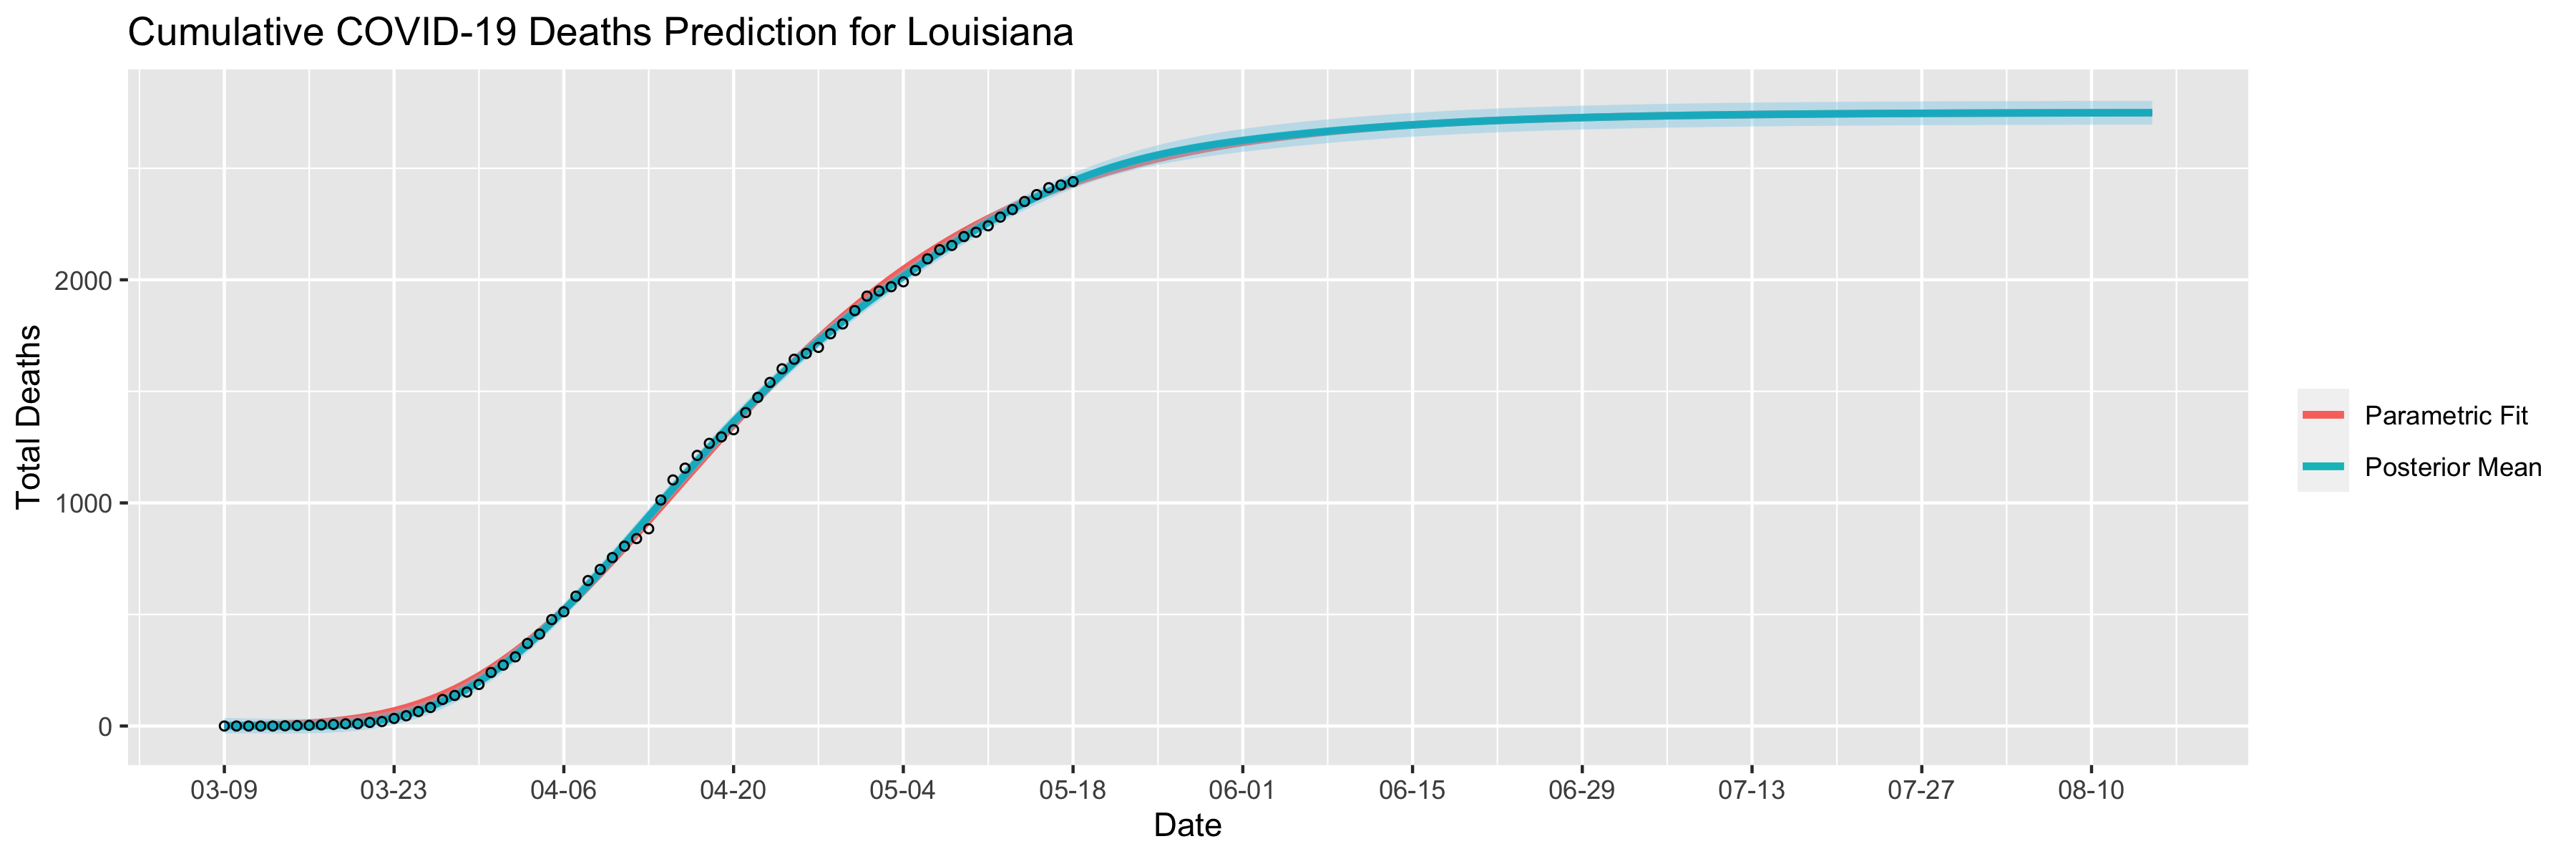 Cumulative COVID-19 Deaths Prediction for Louisiana
Total Deaths
2000
1000
0
03-09 03-23 04-06 04-20 05-04 05-18 06-01 06-15 06-29 07-13 07-27 08-10
Date
Parametric Fit
Posterior Mean